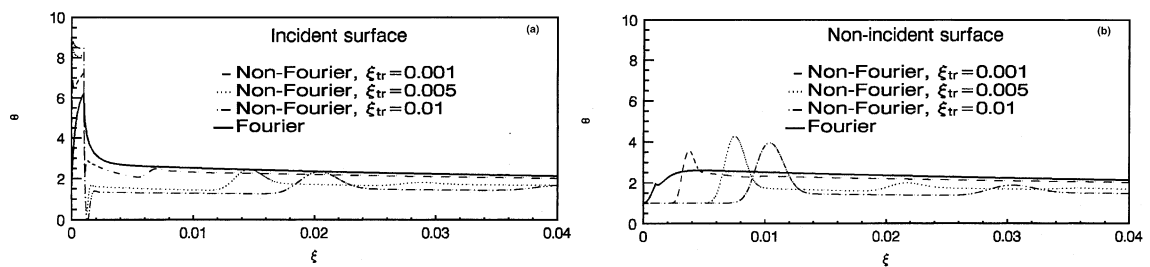 Incident surface (a)
Non-Fourier, ξtr=0.001
Non-Fourier, ξtr=0.005
Non-Fourier, ξtr=0.01
Fourier
10
8
6
4
2
0
θ
0 0.01 0.02 0.03 0.04
ξ
Non-incident surface (b)
Non-Fourier, ξtr=0.001
Non-Fourier, ξtr=0.005
Non-Fourier, ξtr=0.01
Fourier
10
8
6
4
2
0
θ
0 0.01 0.02 0.03 0.04
ξ